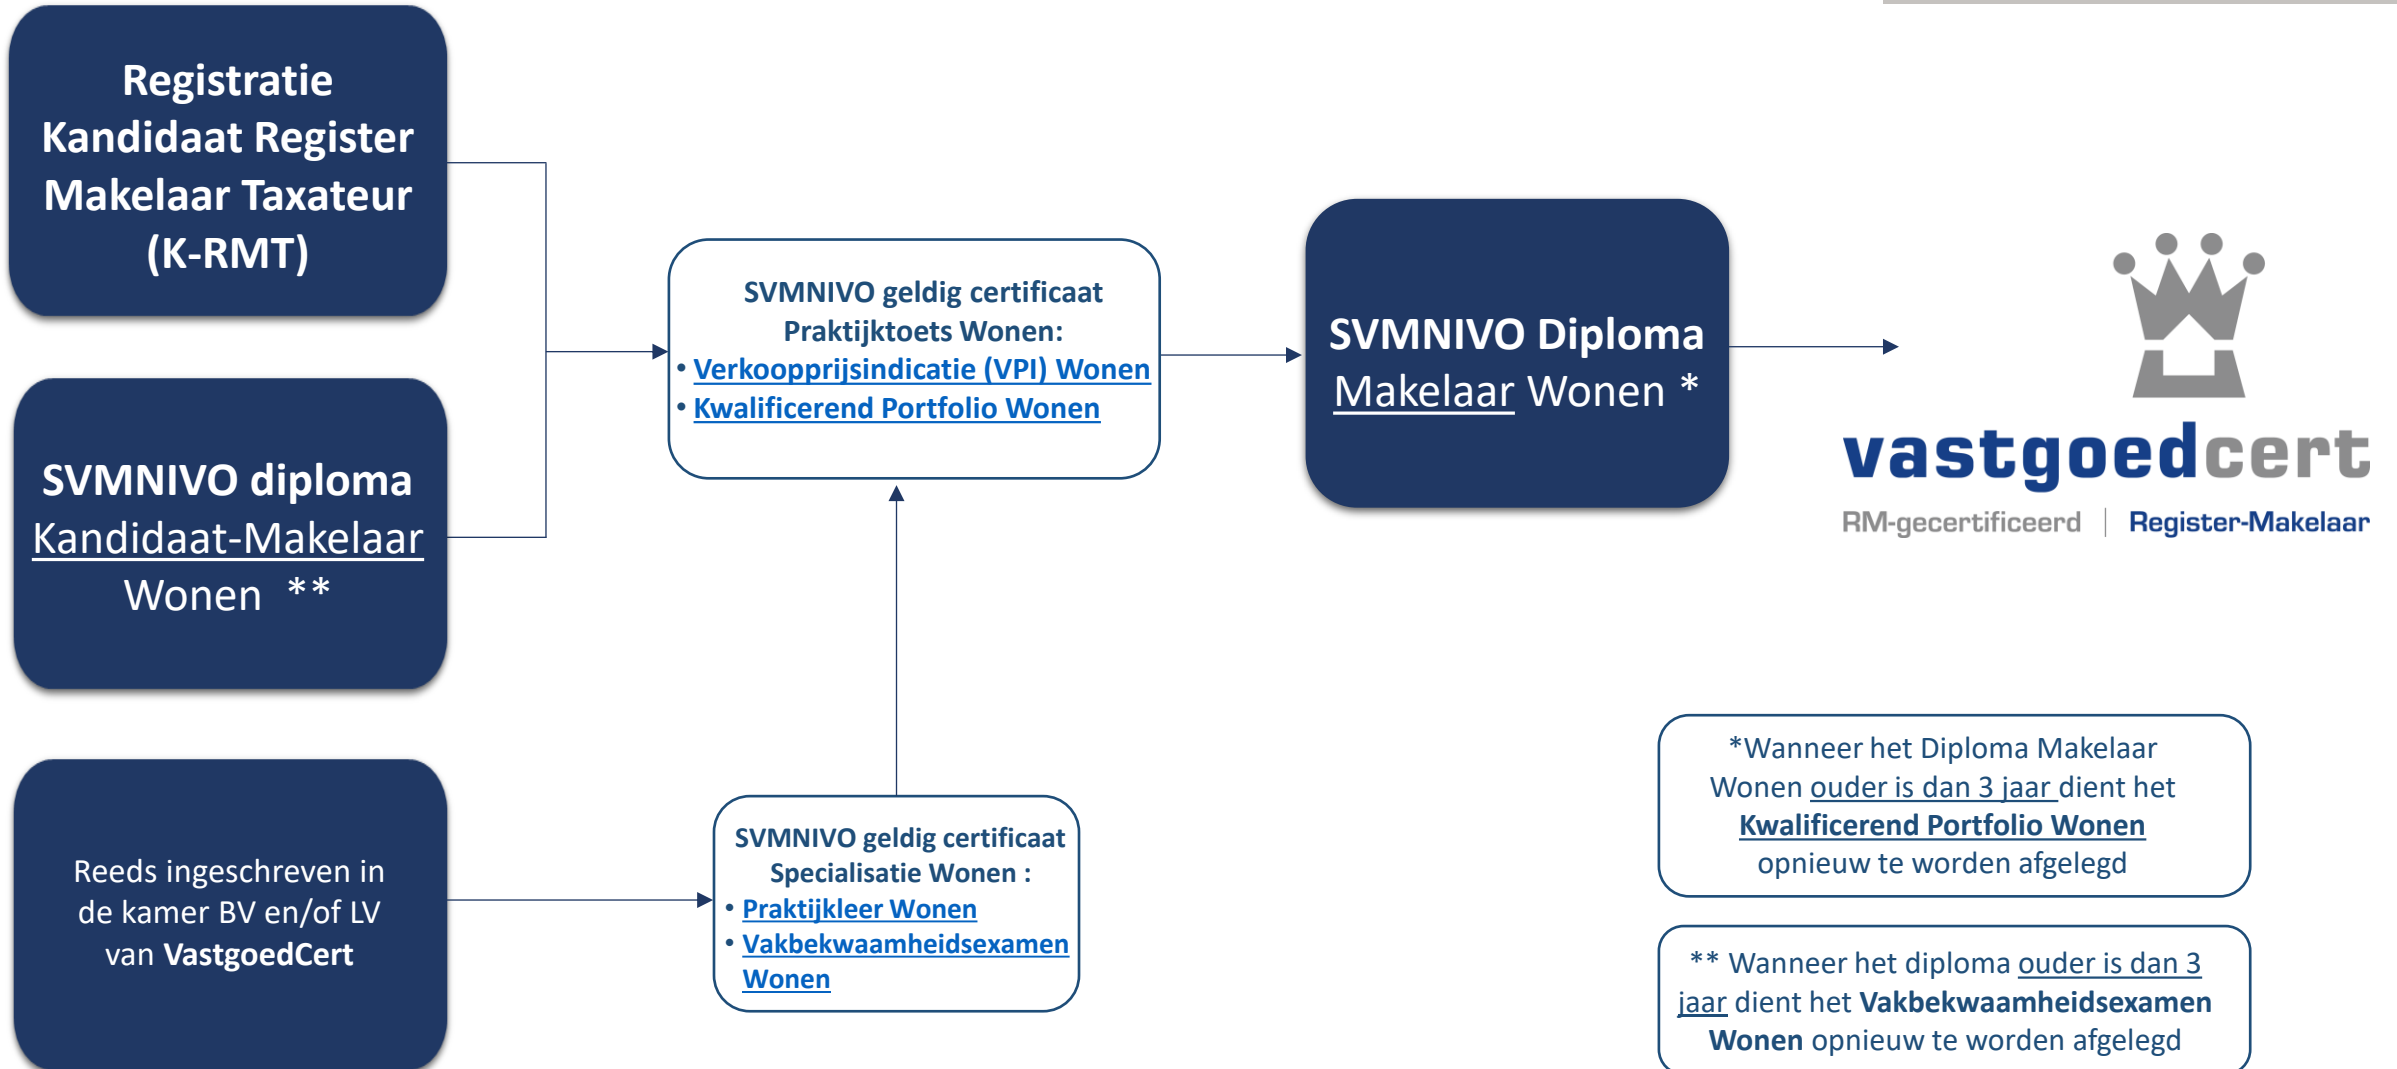 Registratie
Kandidaat Register
Makelaar Taxateur
(K-RMT)
SVMNIVO diploma
Kandidaat-Makelaar
Wonen **
Reeds ingeschreven in
de kamer BV en/of LV
van VastgoedCert
SVMNIVO geldig certificaat
Praktijktoets Wonen:
• Verkoopprijsindicatie (VPI) Wonen
• Kwalificerend Portfolio Wonen
SVMNIVO geldig certificaat
Specialisatie Wonen :
• Praktijkleer Wonen
• Vakbekwaamheidsexamen
Wonen
SVMNIVO Diploma
Makelaar Wonen *
vastgoedcert
RM-gecertificeerd | Register-Makelaar
*Wanneer het Diploma Makelaar
Wonen ouder is dan 3 jaar dient het
Kwalificerend Portfolio Wonen
opnieuw te worden afgelegd
** Wanneer het diploma ouder is dan 3
jaar dient het Vakbekwaamheidsexamen
Wonen opnieuw te worden afgelegd